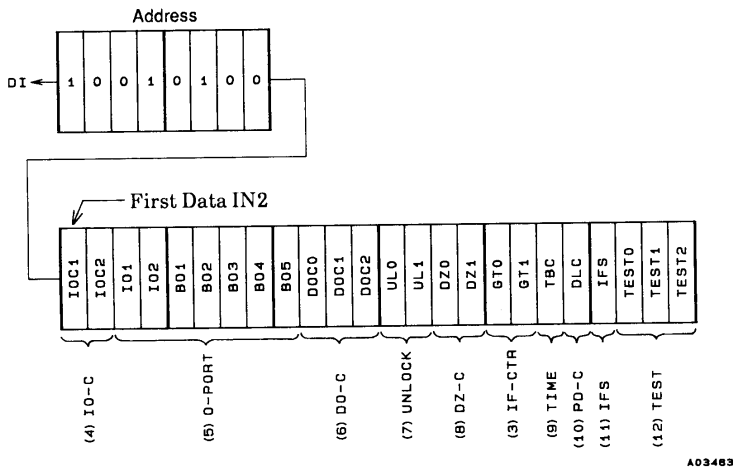 Address
DI 1 0 0 1 0 1 0 0
First Data IN2
IOC1 IOC2 IO1 IO2 BO1 BO2 BO3 BO4 BO5 DOC0 DOC1 DOC2 UL0 UL1 DZ0 DZ1 GT0 GT1 TBC DLC IFS TEST0 TEST1 TEST2
(4) IO-C
(5) O-PORT
(6) DO-C
(7) UNLOCK
(8) DZ-C
(3) IF-CTR
(9) TIME
(10) PD-C
(11) IFS
(12) TEST
A03463